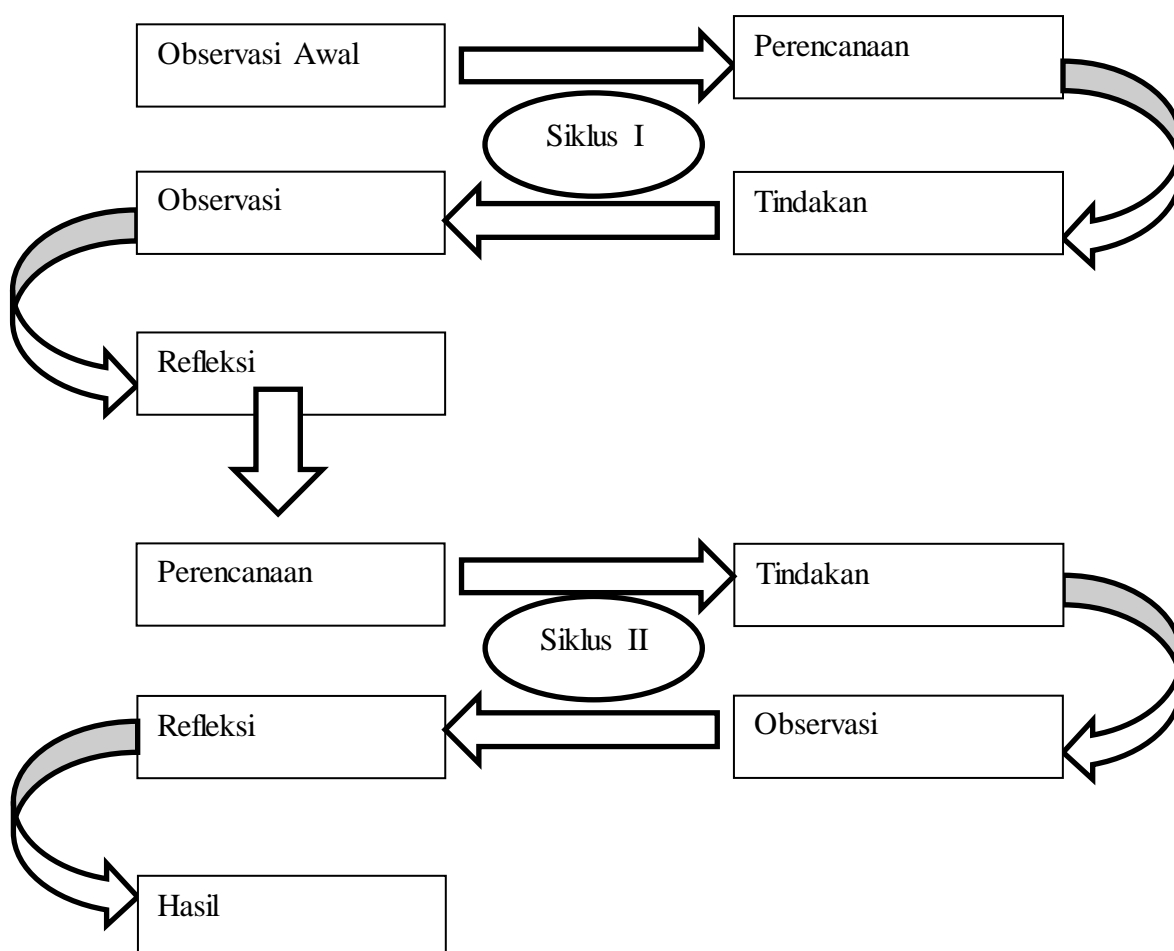 Observasi Awal
Perencanaan
Siklus I
Observasi
Tindakan
Refleksi
Perencanaan
Tindakan
Siklus II
Refleksi
Observasi
Hasil